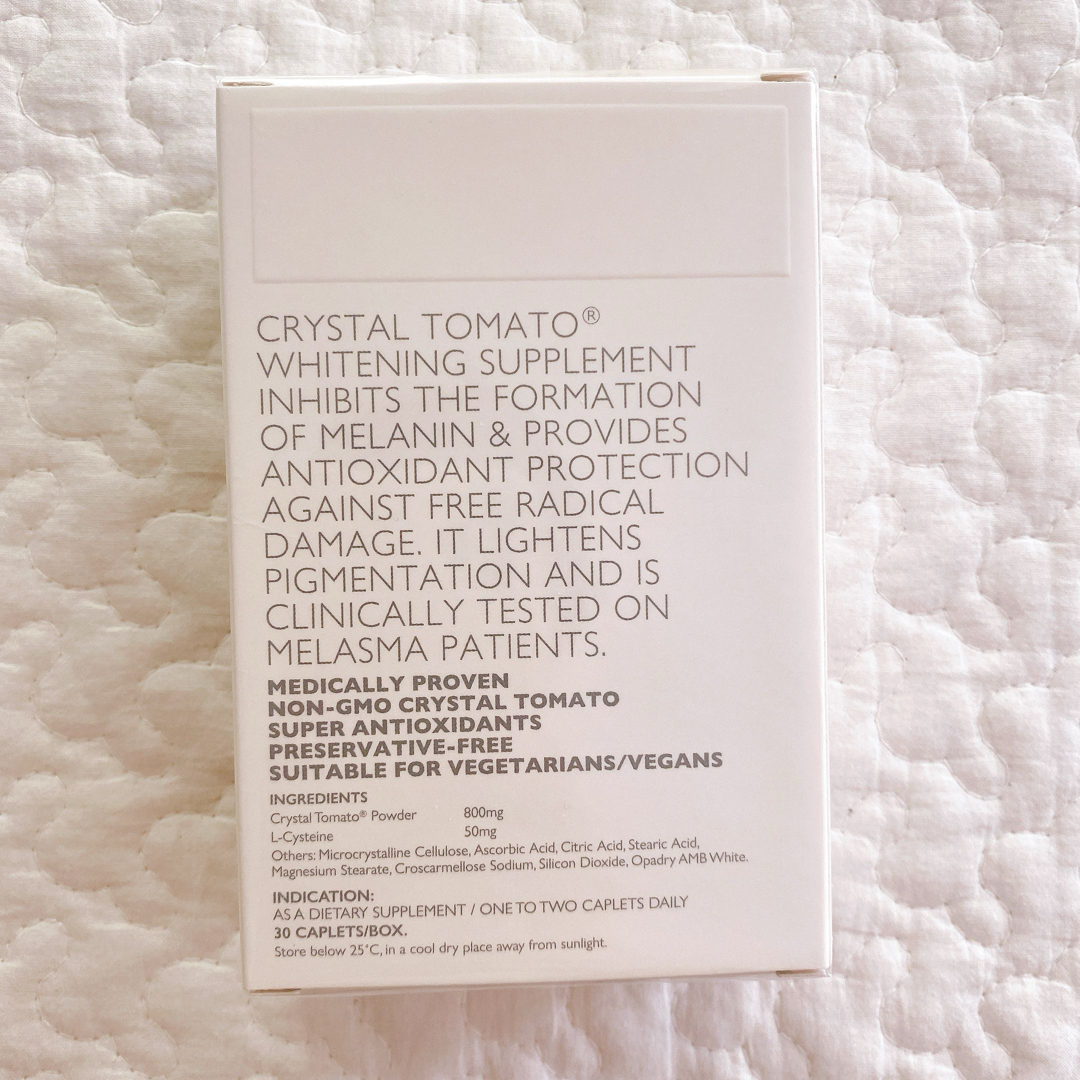 CRYSTAL TOMATO®
WHITENING SUPPLEMENT
INHIBITS THE FORMATION
OF MELANIN & PROVIDES
ANTIOXIDANT PROTECTION
AGAINST FREE RADICAL
DAMAGE. IT LIGHTENS
PIGMENTATION AND IS
CLINICALLY TESTED ON
MELASMA PATIENTS.
MEDICALLY PROVEN
NON-GMO CRYSTAL TOMATO
SUPER ANTIOXIDANTS
PRESERVATIVE-FREE
SUITABLE FOR VEGETARIANS/VEGANS
INGREDIENTS
Crystal Tomato® Powder 800mg
L-Cysteine 50mg
Others: Microcrystalline Cellulose, Ascorbic Acid, Citric Acid, Stearic Acid,
Magnesium Stearate, Croscarmellose Sodium, Silicon Dioxide, Opadry AMB White.
INDICATION:
AS A DIETARY SUPPLEMENT / ONE TO TWO CAPLETS DAILY
30 CAPLETS/BOX.
Store below 25°C, in a cool dry place away from sunlight.